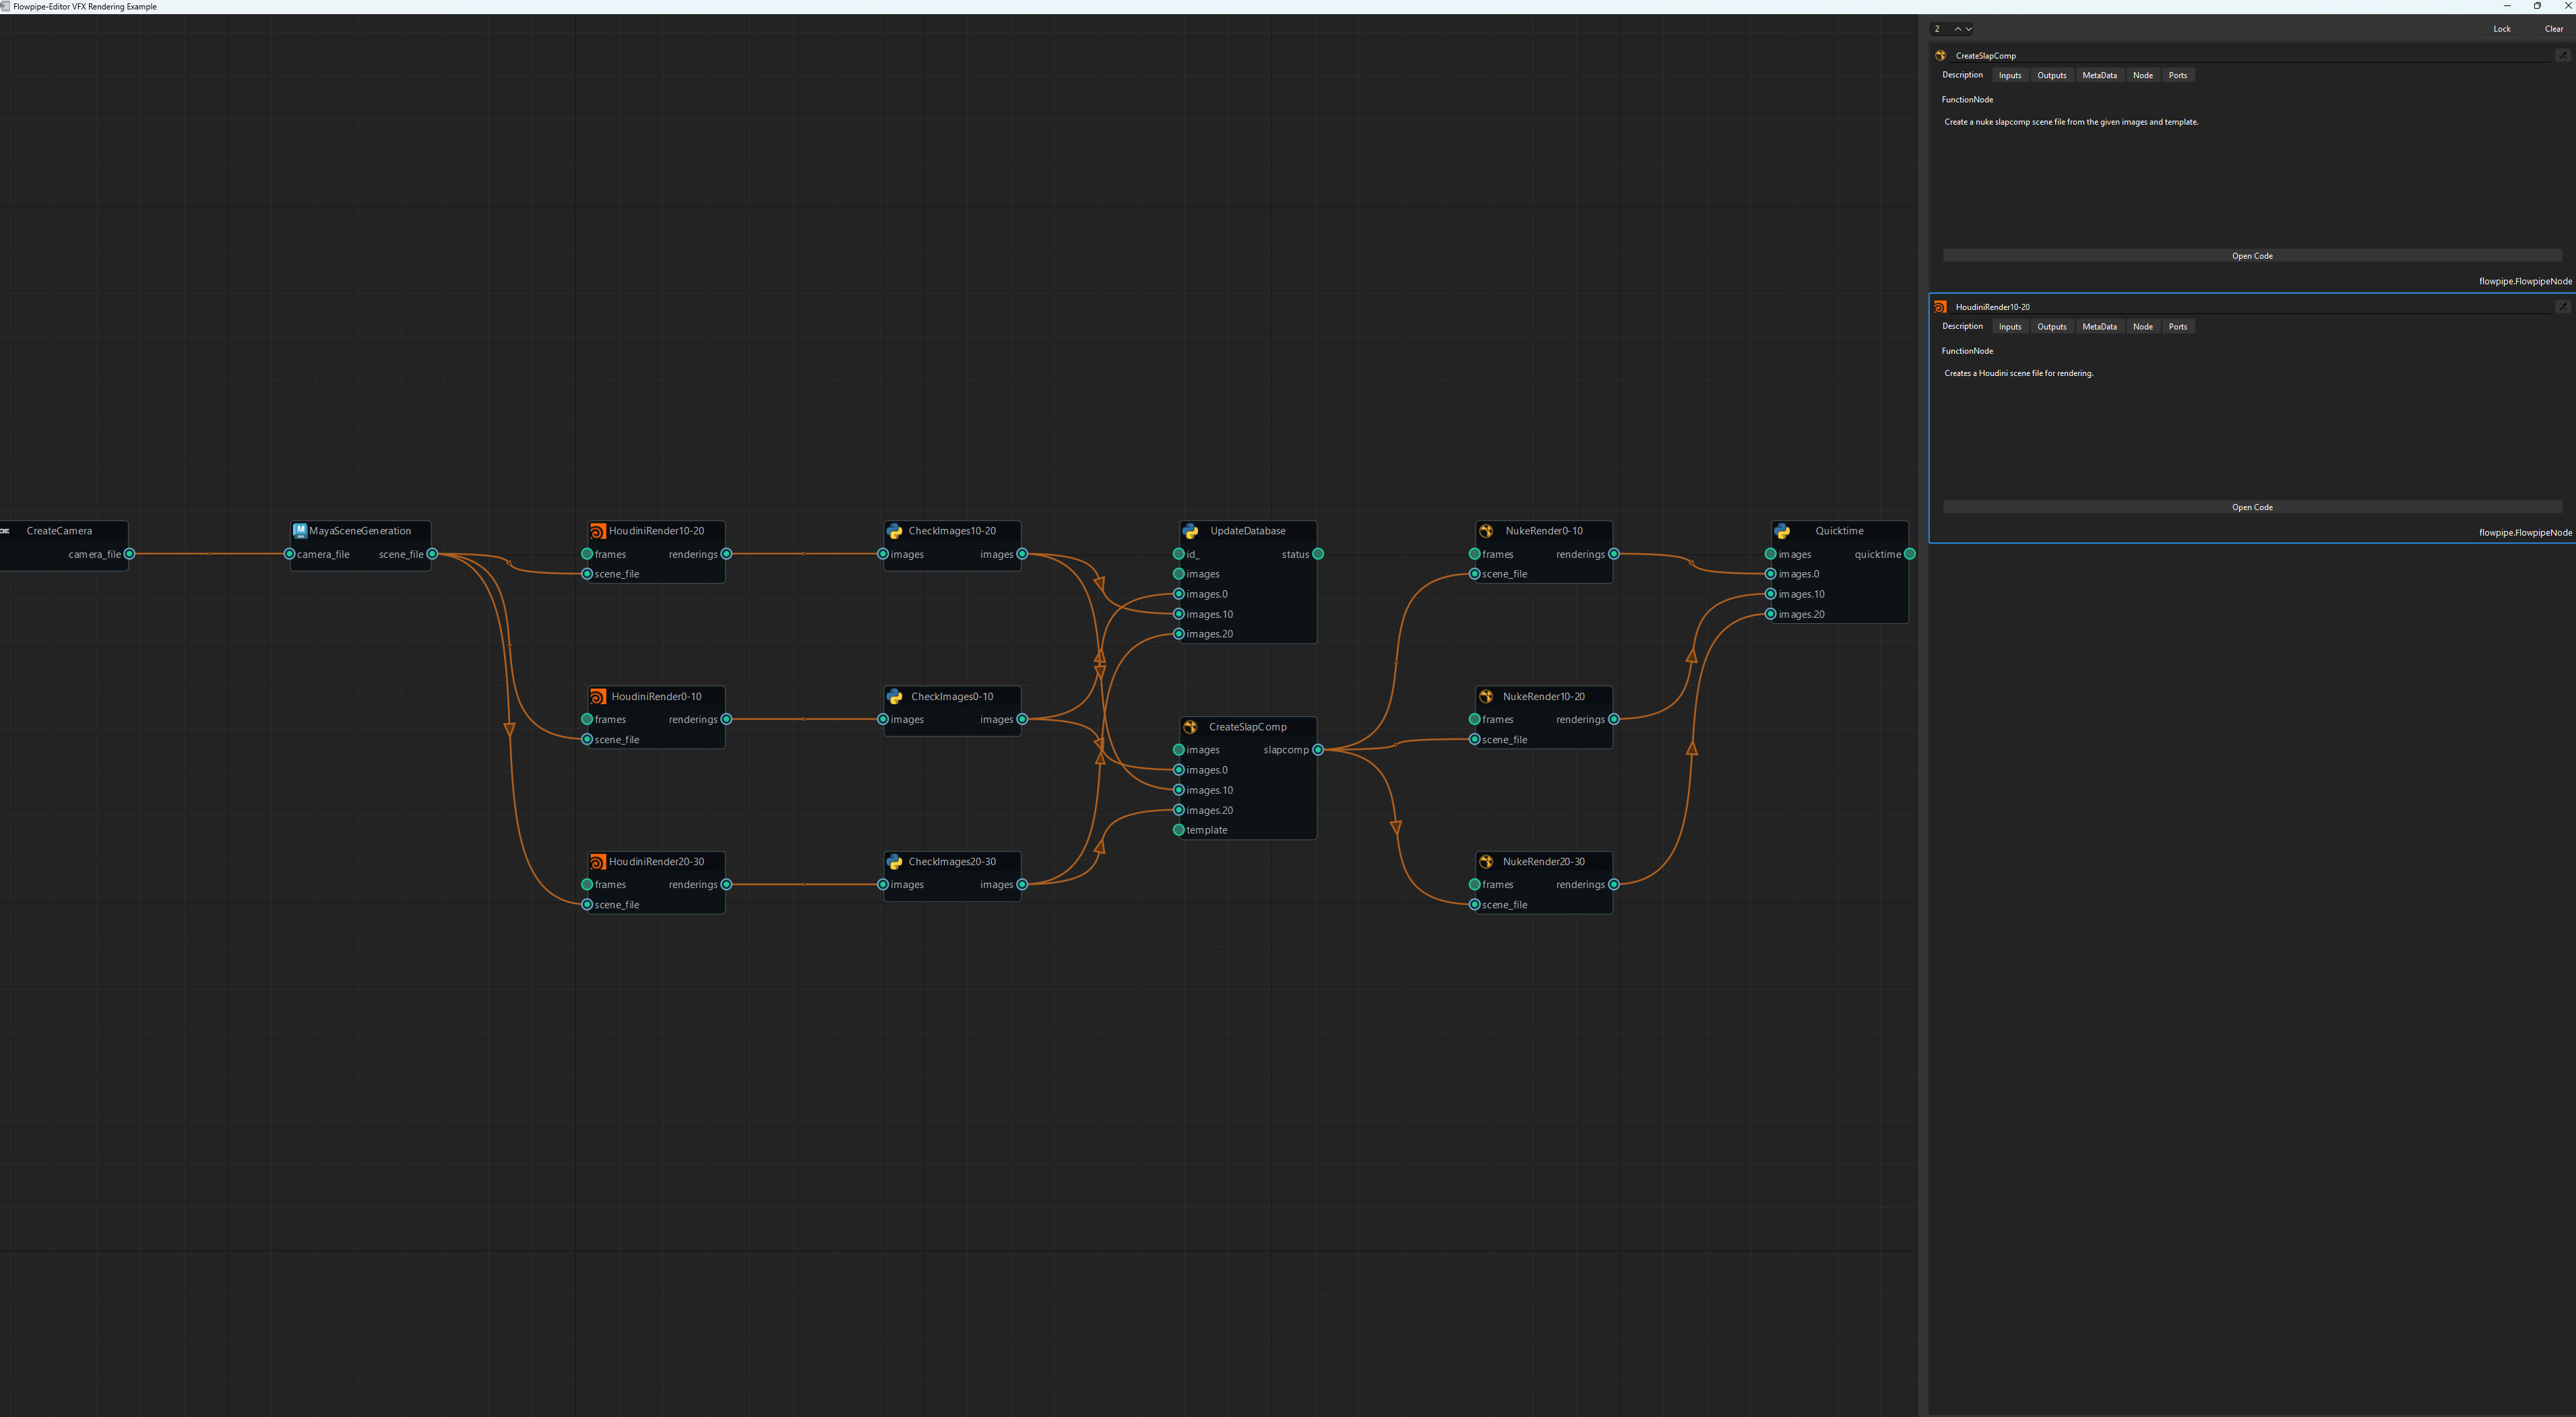 Flowpipe-Editor VFX Rendering Example
2
Lock
Clear
CreateSlapComp
Description Inputs Outputs MetaData Node Ports
FunctionNode
Create a nuke slapcomp scene file from the given images and template.
Open Code
flowpipe.FlowpipeNode
HoudiniRender10-20
Description Inputs Outputs MetaData Node Ports
FunctionNode
Creates a Houdini scene file for rendering.
Open Code
flowpipe.FlowpipeNode
CreateCamera
camera_file
M
MayaSceneGeneration
camera_file scene_file
HoudiniRender10-20
frames renderings
scene_file
CheckImages10-20
images images
UpdateDatabase
id_ status
images
images.0
images.10
images.20
NukeRender0-10
frames renderings
scene_file
Quicktime
images quicktime
images.0
images.10
images.20
HoudiniRender0-10
frames renderings
scene_file
CheckImages0-10
images images
CreateSlapComp
images slapcomp
images.0
images.10
images.20
template
NukeRender10-20
frames renderings
scene_file
HoudiniRender20-30
frames renderings
scene_file
CheckImages20-30
images images
NukeRender20-30
frames renderings
scene_file